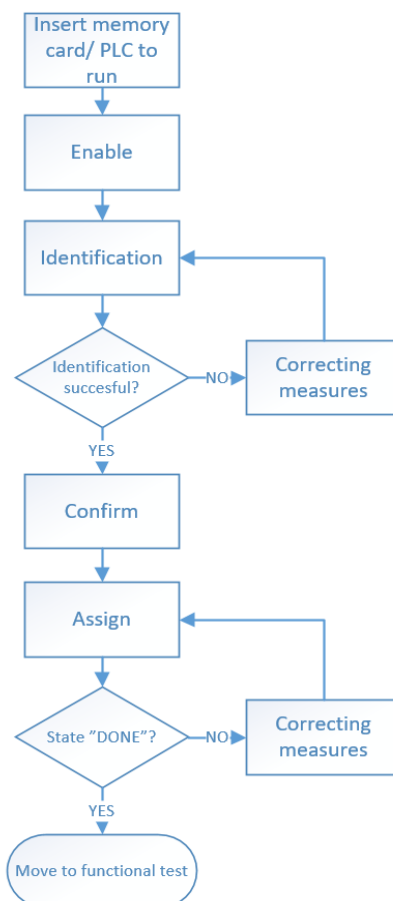 Insert memory
card/ PLC to
run
Enable
Identification
Identification
succesful?
NO
Correcting
measures
YES
Confirm
Assign
State "DONE"?
NO
Correcting
measures
YES
Move to functional test